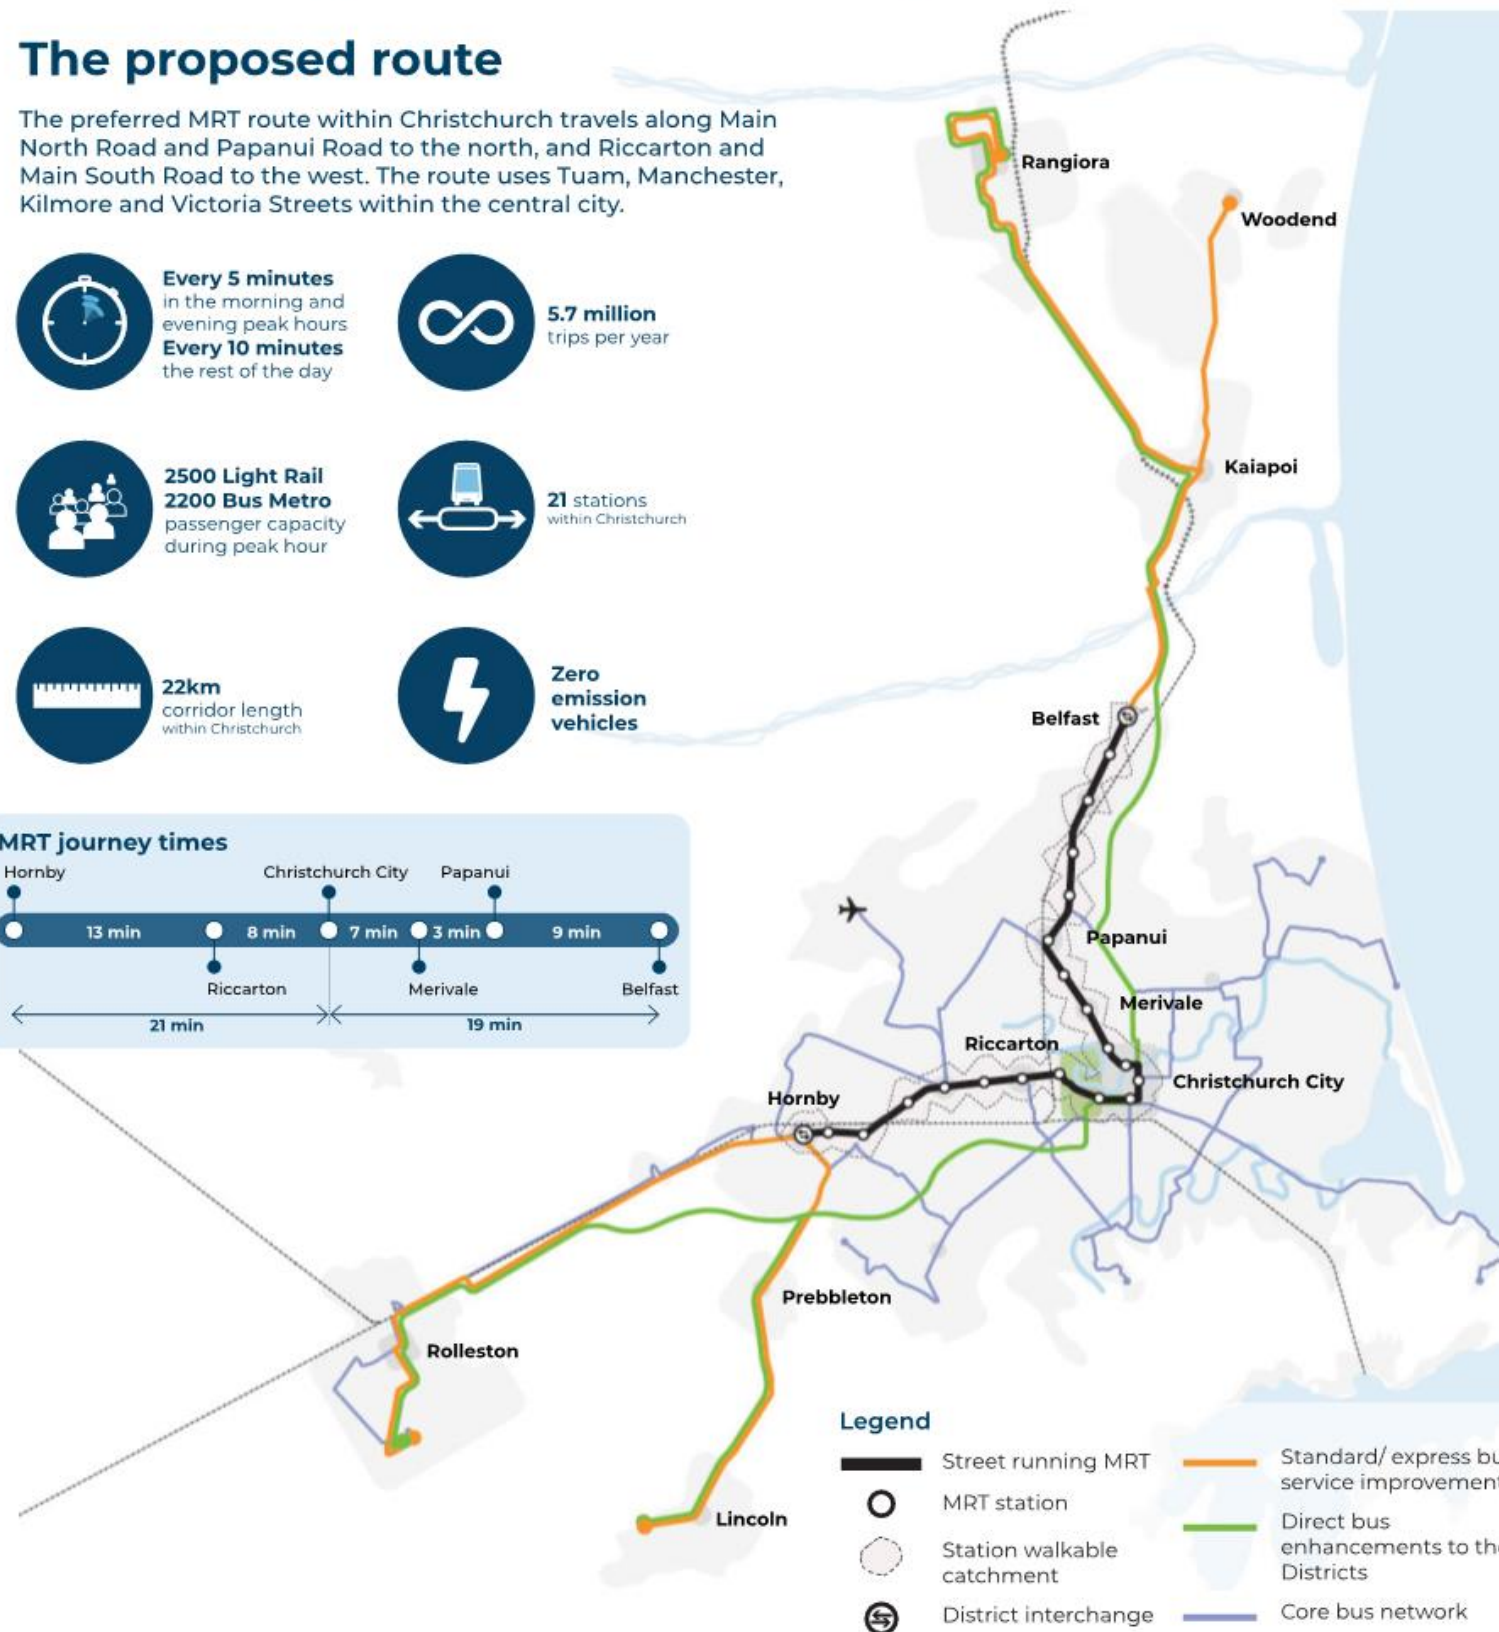 The proposed route
The preferred MRT route within Christchurch travels along Main
North Road and Papanui Road to the north, and Riccarton and
Main South Road to the west. The route uses Tuam, Manchester,
Kilmore and Victoria Streets within the central city.
Every 5 minutes
in the morning and
evening peak hours
Every 10 minutes
the rest of the day
5.7 million
trips per year
2500 Light Rail
2200 Bus Metro
passenger capacity
during peak hour
21 stations
within Christchurch
22km
corridor length
within Christchurch
Zero
emission
vehicles
MRT journey times
Hornby
Christchurch City
Papanui
13 min
8 min
7 min
3 min
9 min
Riccarton
Merivale
Belfast
21 min
19 min
Rangiora
Woodend
Kaiapoi
Belfast
Papanui
Merivale
Riccarton
Christchurch City
Hornby
Prebbleton
Rolleston
Lincoln
Legend
Street running MRT
MRT station
Station walkable
catchment
District interchange
Standard/ express
service
Direct bus
enhancements to
Districts
Core bus network